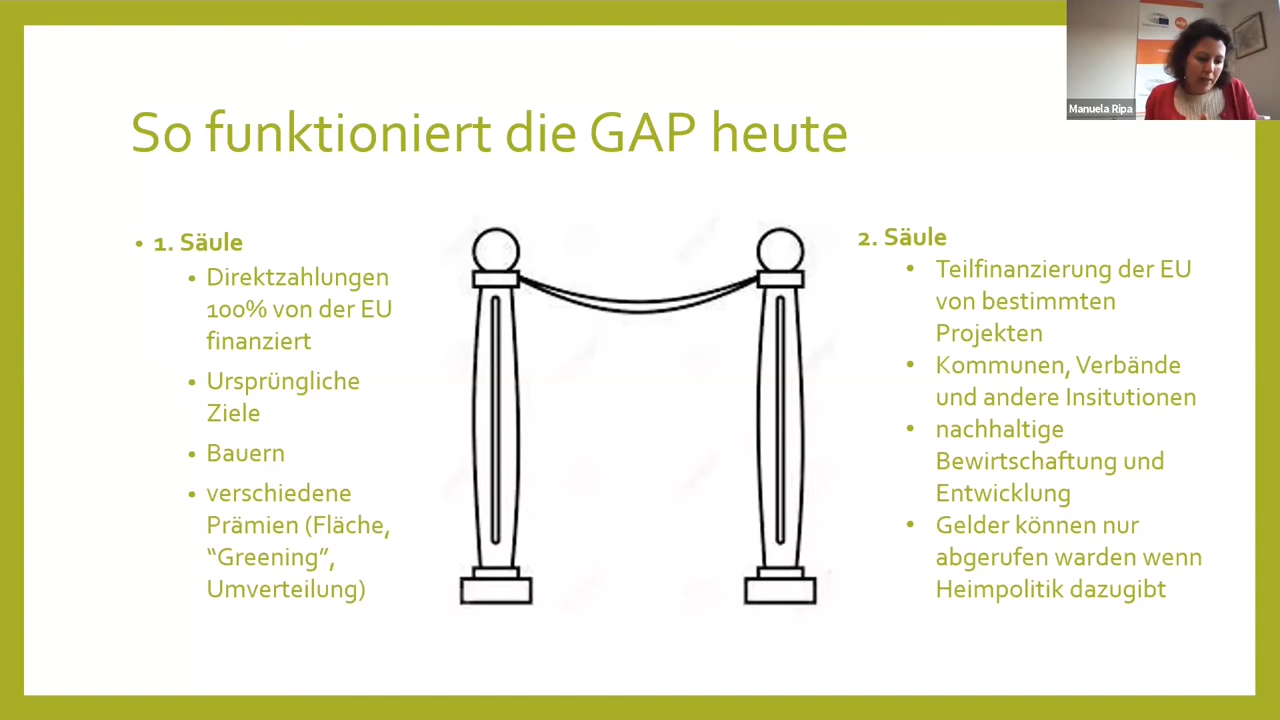 Manuela Ripa
So funktioniert die GAP heute
• 1. Säule
• Direktzahlungen
100% von der EU
finanziert
• Ursprüngliche
Ziele
• Bauern
• verschiedene
Prämien (Fläche,
“Greening”,
Umverteilung)
2. Säule
• Teilfinanzierung der EU
von bestimmten
Projekten
• Kommunen, Verbände
und andere Insitutionen
• nachhaltige
Bewirtschaftung und
Entwicklung
• Gelder können nur
abgerufen warden wenn
Heimpolitik dazugibt